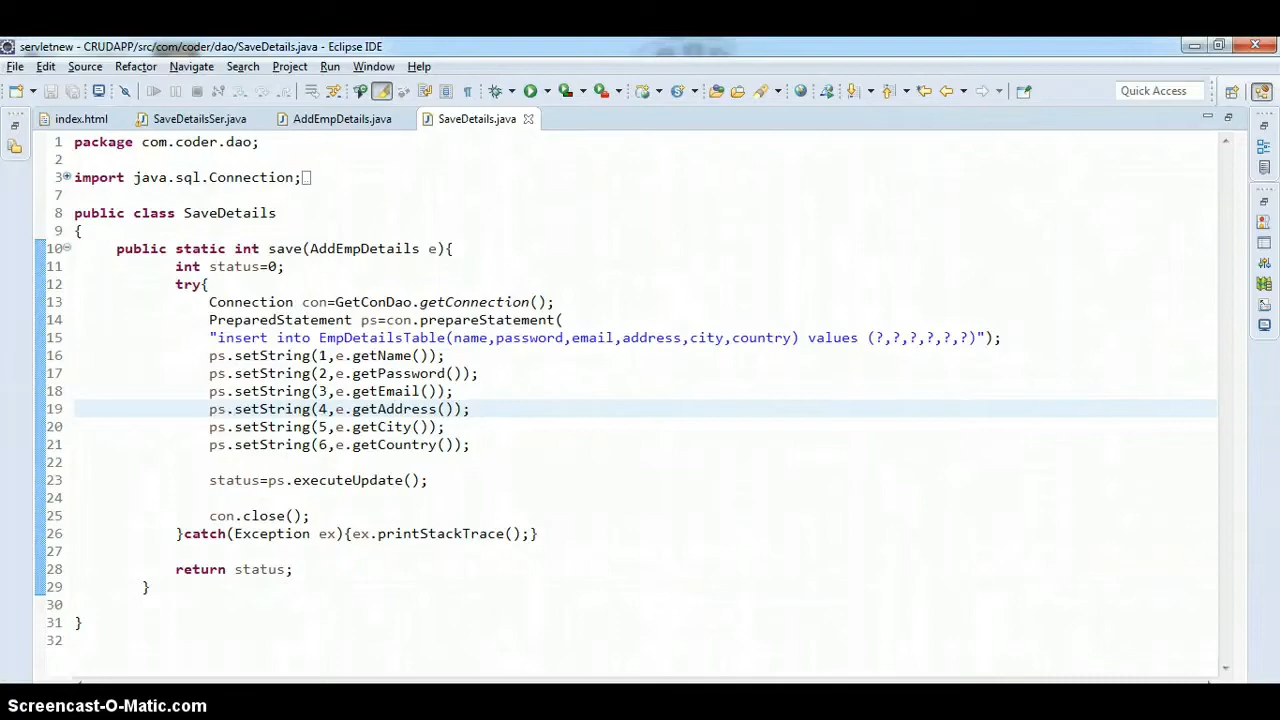 servletnew - CRUDAPP/src/com/coder/dao/SaveDetails.java - Eclipse IDE
File Edit Source Refactor Navigate Search Project Run Window Help
Quick Access
index.html SaveDetailsSer.java AddEmpDetails.java SaveDetails.java
1 package com.coder.dao;
2
3 import java.sql.Connection;
7
8 public class SaveDetails
9 {
10 public static int save(AddEmpDetails e){
11 int status=0;
12 try{
13 Connection con=GetConDao.getConnection();
14 PreparedStatement ps=con.prepareStatement(
15 "insert into EmpDetailsTable(name,password,email,address,city,country) values (?,?,?,?,?,?)");
16 ps.setString(1,e.getName());
17 ps.setString(2,e.getPassword());
18 ps.setString(3,e.getEmail());
19 ps.setString(4,e.getAddress());
20 ps.setString(5,e.getCity());
21 ps.setString(6,e.getCountry());
22
23 status=ps.executeUpdate();
24
25 con.close();
26 }catch(Exception ex){ex.printStackTrace();}
27
28 return status;
29 }
30
31 }
32
Screencast-O-Matic.com